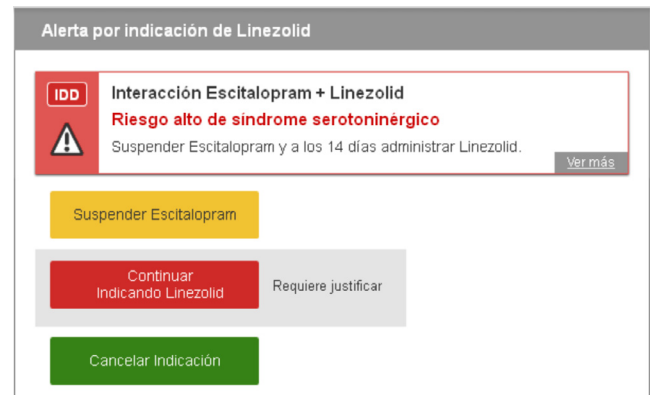 Alerta por indicación de Linezolid
IDD
Interacción Escitalopram + Linezolid
Riesgo alto de síndrome serotoninérgico
Suspender Escitalopram y a los 14 días administrar Linezolid.
Ver más
Suspender Escitalopram
Continuar
Indicando Linezolid
Requiere justificar
Cancelar Indicación